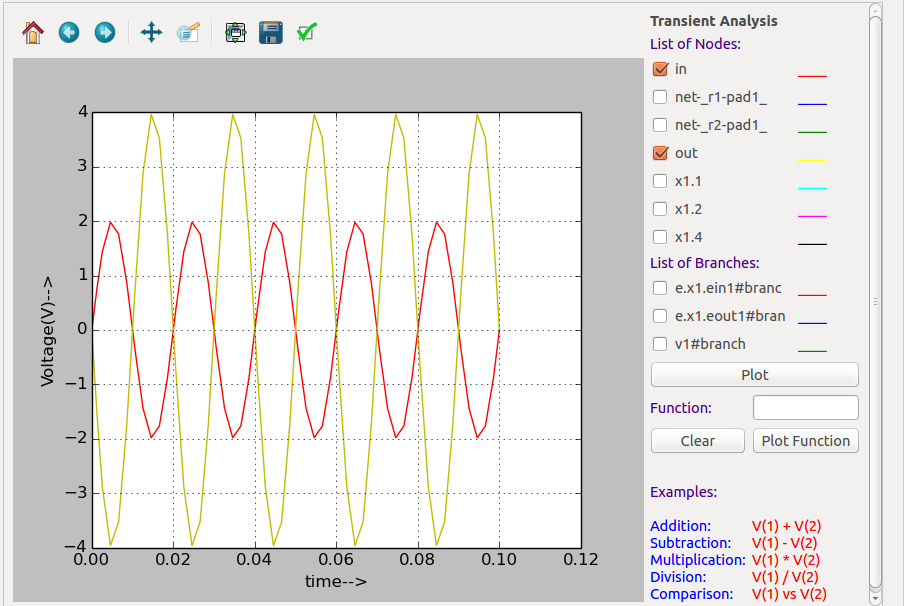 Transient Analysis
List of Nodes:
in
net-_r1-pad1_
net-_r2-pad1_
out
x1.1
x1.2
x1.4
List of Branches:
e.x1.ein1#branc
e.x1.eout1#bran
v1#branch
Plot
Function:
Clear Plot Function
Examples:
Addition: V(1) + V(2)
Subtraction: V(1) - V(2)
Multiplication: V(1) * V(2)
Division: V(1) / V(2)
Comparison: V(1) vs V(2)
Voltage(V)-->
4
3
2
1
0
−1
−2
−3
−4
0.00 0.02 0.04 0.06 0.08 0.10 0.12
time-->